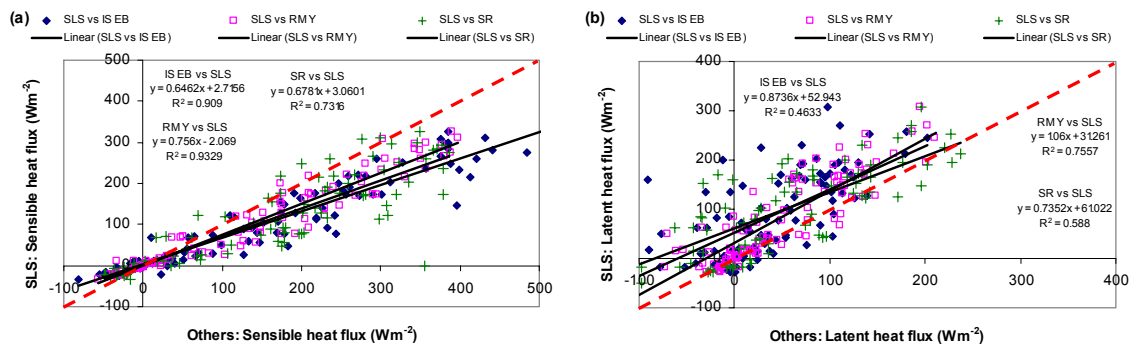 (a)
SLS vs IS EB
SLS vs RMY
SLS vs SR
Linear (SLS vs IS EB)
Linear (SLS vs RMY)
Linear (SLS vs SR)
500
400
300
200
100
0
-100
-100
0
100
200
300
400
500
IS EB vs SLS
y = 0.6462x + 2.7156
R² = 0.909
SR vs SLS
y = 0.6781x + 3.0601
R² = 0.7316
RMY vs SLS
y = 0.756x - 2.069
R² = 0.9329
SLS: Sensible heat flux (Wm⁻²)
Others: Sensible heat flux (Wm⁻²)
(b)
SLS vs IS EB
SLS vs RMY
SLS vs SR
Linear (SLS vs IS EB)
Linear (SLS vs RMY)
Linear (SLS vs SR)
400
300
200
100
0
-100
-100
0
100
200
300
400
IS EB vs SLS
y = 0.8736x + 52.943
R² = 0.4633
RMY vs SLS
y = 106x + 31261
R² = 0.7557
SR vs SLS
y = 0.7352x + 61022
R² = 0.588
SLS: Latent heat flux (Wm⁻²)
Others: Latent heat flux (Wm⁻²)